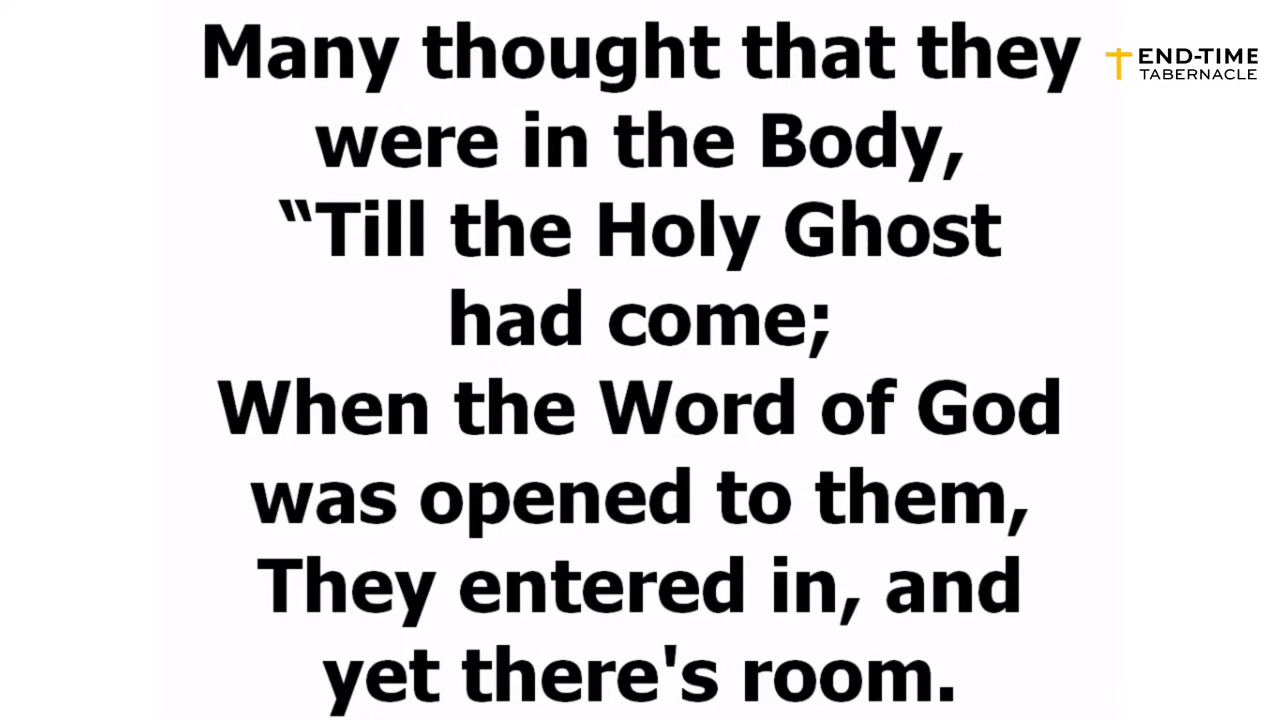 Many thought that they
were in the Body,
“Till the Holy Ghost
had come;
When the Word of God
was opened to them,
They entered in, and
yet there's room.
END-TIME
TABERNACLE